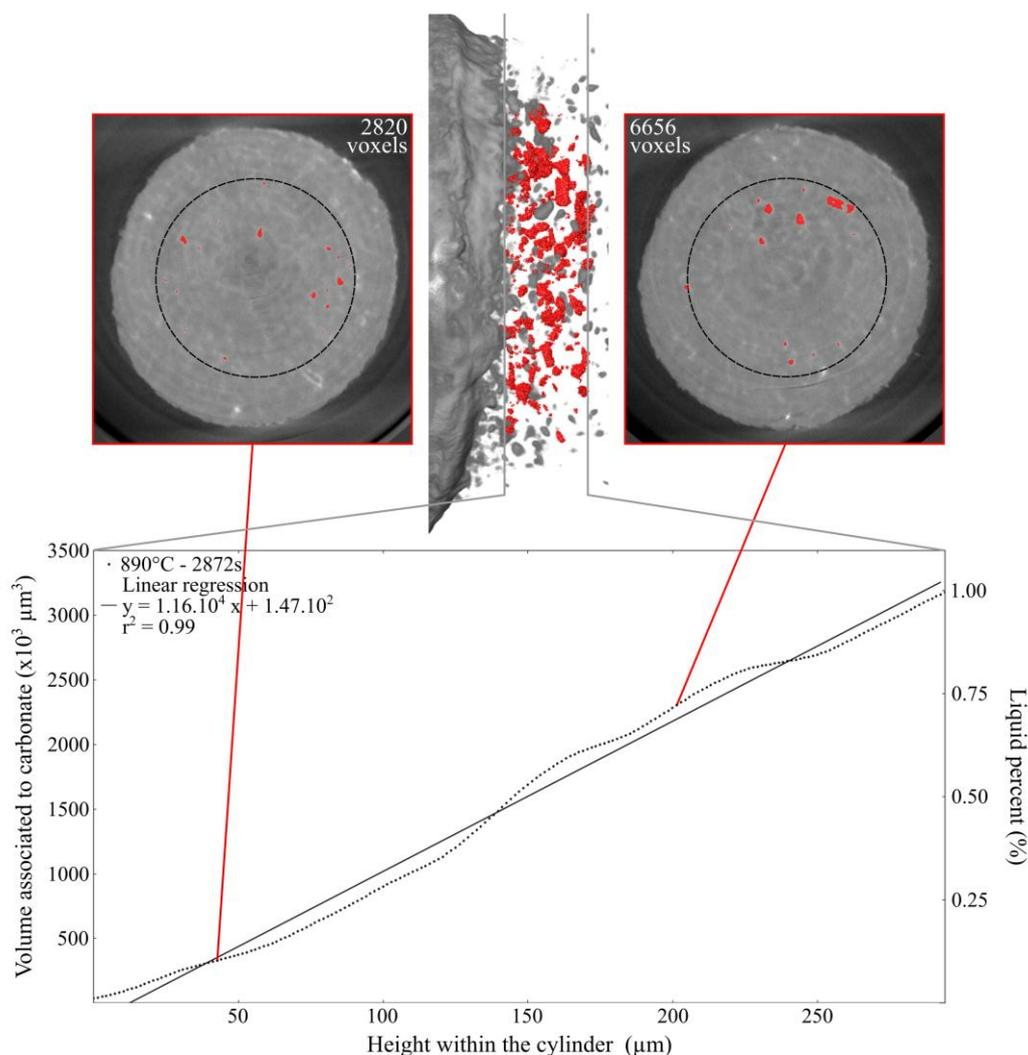 2820
voxels
6656
voxels
3500
3000
2500
2000
1500
1000
500
Volume associated to carbonate (x10³ μm³)
· 890°C - 2872s
Linear regression
— y = 1.16.10⁴ x + 1.47.10²
r² = 0.99
1.00
0.75
0.50
0.25
Liquid percent (%)
50
100
150
200
250
Height within the cylinder (μm)